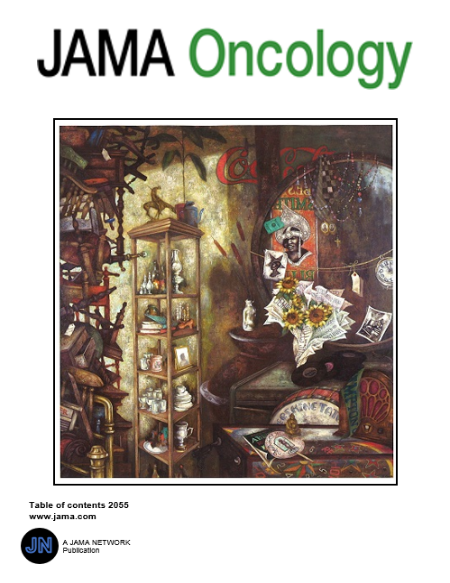 JAMA Oncology
Table of contents 2055
www.jama.com
JN
A JAMA NETWORK
Publication